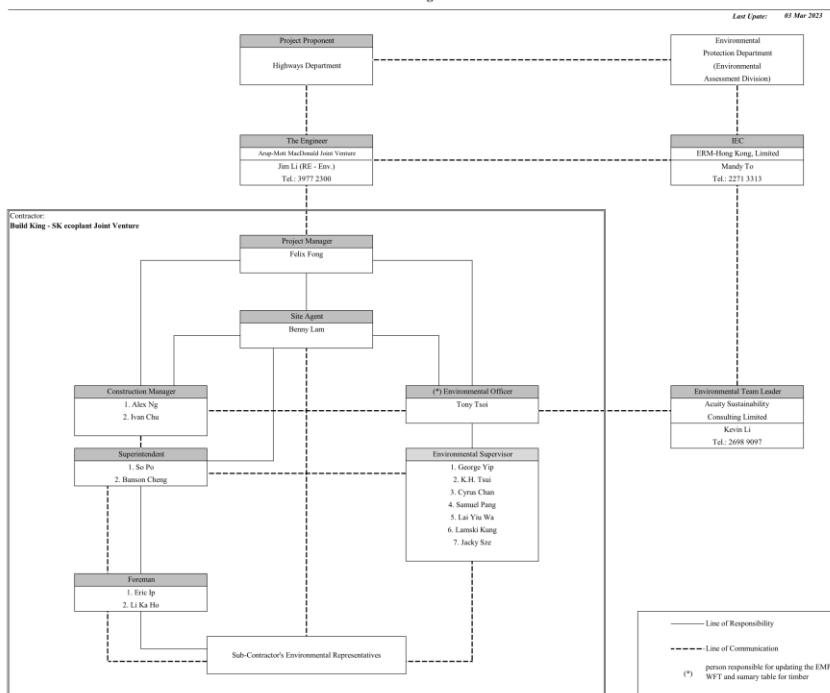 Last Upate: 03 Mar 2023
Project Proponent
Highways Department
Environmental
Protection Department
(Environmental
Assessment Division)
The Engineer
Arup-Mott MacDonald Joint Venture
Jim Li (RE - Env.)
Tel.: 3977 2300
IEC
ERM-Hong Kong, Limited
Mandy To
Tel.: 2271 3313
Contractor:
Build King - SK ecoplant Joint Venture
Project Manager
Felix Fong
Site Agent
Benny Lam
Construction Manager
1. Alex Ng
2. Ivan Chu
(*) Environmental Officer
Tony Tsoi
Environmental Team Leader
Acuity Sustainability
Consulting Limited
Kevin Li
Tel.: 2698 9097
Superintendent
1. So Po
2. Banson Cheng
Environmental Supervisor
1. George Yip
2. K.H. Tsui
3. Cyrus Chan
4. Samuel Pang
5. Lai Yiu Wa
6. Lamski Kung
7. Jacky Sze
Foreman
1. Eric Ip
2. Li Ka Ho
Sub-Contractor's Environmental Representatives
Line of Responsibility
Line of Communication
(*) person responsible for updating the EMP
WFT and sumary table for timber